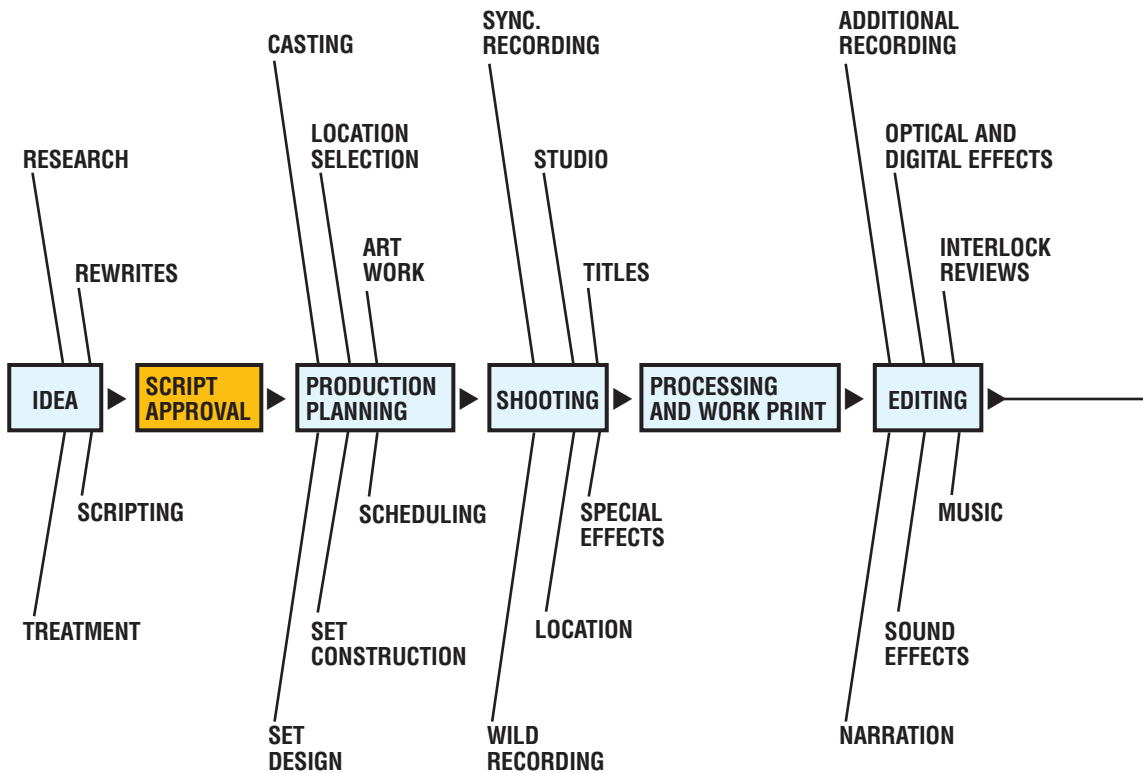 SYNC.
RECORDING
ADDITIONAL
RECORDING
CASTING
LOCATION
SELECTION
OPTICAL AND
DIGITAL EFFECTS
RESEARCH
STUDIO
ART
WORK
INTERLOCK
REVIEWS
REWRITES
TITLES
IDEA
SCRIPT
APPROVAL
PRODUCTION
PLANNING
SHOOTING
PROCESSING
AND WORK PRINT
EDITING
SCRIPTING
SCHEDULING
SPECIAL
EFFECTS
MUSIC
TREATMENT
SET
CONSTRUCTION
LOCATION
SOUND
EFFECTS
SET
DESIGN
WILD
RECORDING
NARRATION